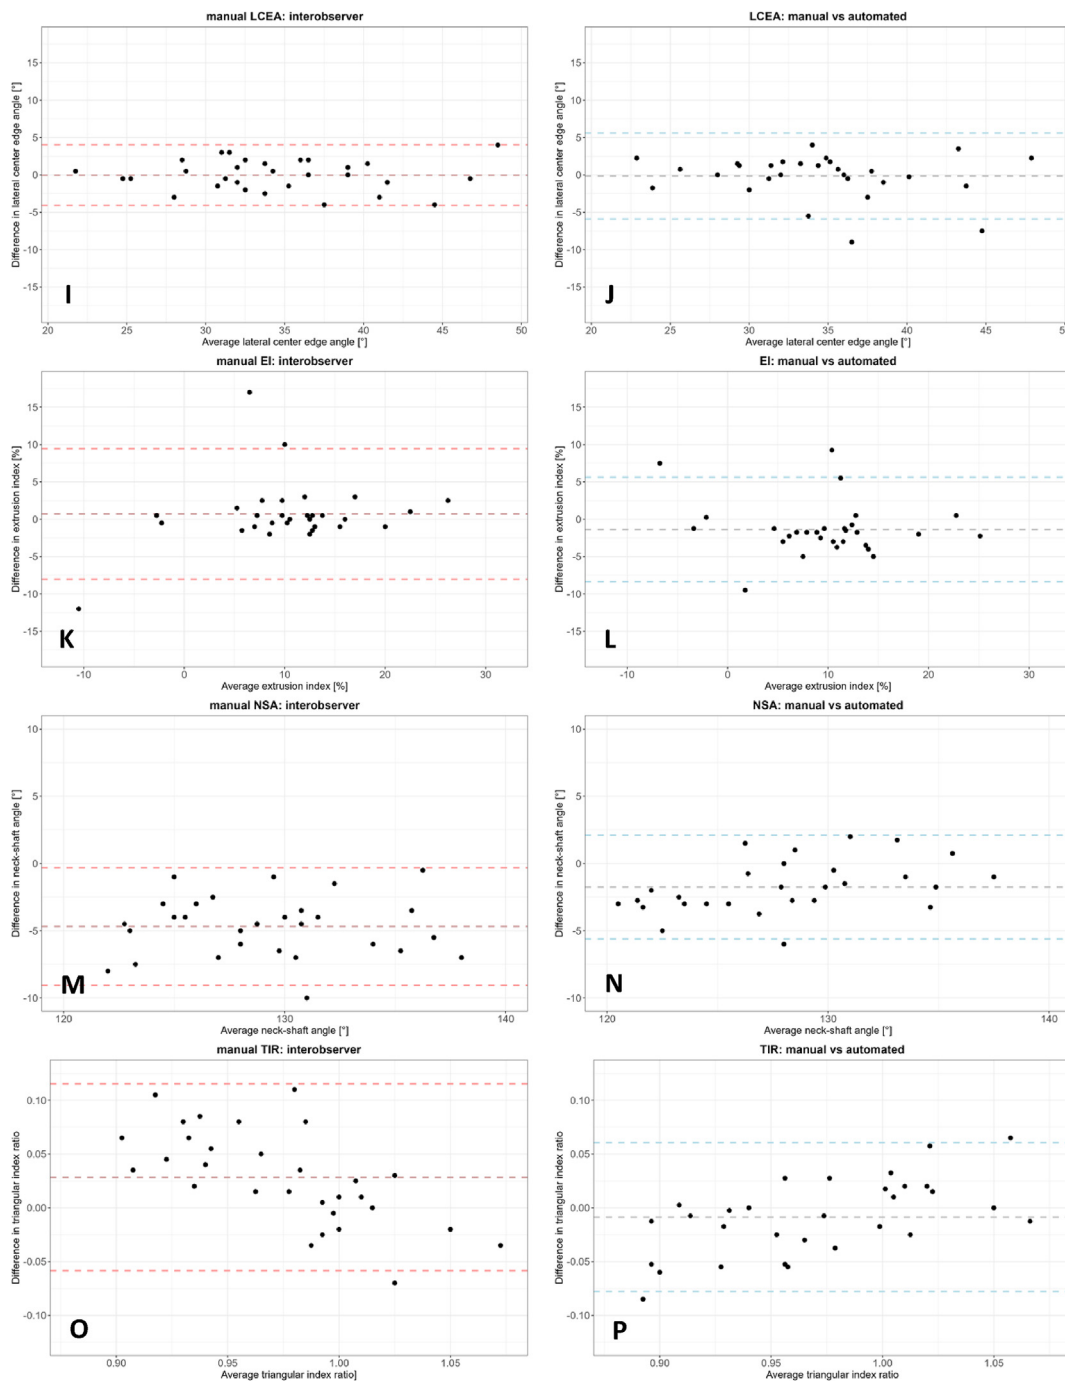 manual LCEA: interobserver
Difference in lateral center edge angle [°]
15
10
5
0
-5
-10
-15
I
20 25 30 35 40 45 50
Average lateral center edge angle [°]
LCEA: manual vs automated
Difference in lateral center edge angle [°]
15
10
5
0
-5
-10
-15
J
20 25 30 35 40 45 50
Average lateral center edge angle [°]
manual EI: interobserver
Difference in extrusion index [%]
15
10
5
0
-5
-10
-15
K
-10 0 10 20 30
Average extrusion index [%]
EI: manual vs automated
Difference in extrusion index [%]
15
10
5
0
-5
-10
-15
L
-10 0 10 20 30
Average extrusion index [%]
manual NSA: interobserver
Difference in neck-shaft angle [°]
10
5
0
-5
-10
M
120 130 140
Average neck-shaft angle [°]
NSA: manual vs automated
Difference in neck-shaft angle [°]
10
5
0
-5
-10
N
120 130 140
Average neck-shaft angle [°]
manual TIR: interobserver
Difference in triangular index ratio
0.10
0.05
0.00
-0.05
-0.10
O
0.90 0.95 1.00 1.05
Average triangular index ratio]
TIR: manual vs automated
Difference in triangular index ratio
0.10
0.05
0.00
-0.05
-0.10
P
0.90 0.95 1.00 1.05
Average triangular index ratio